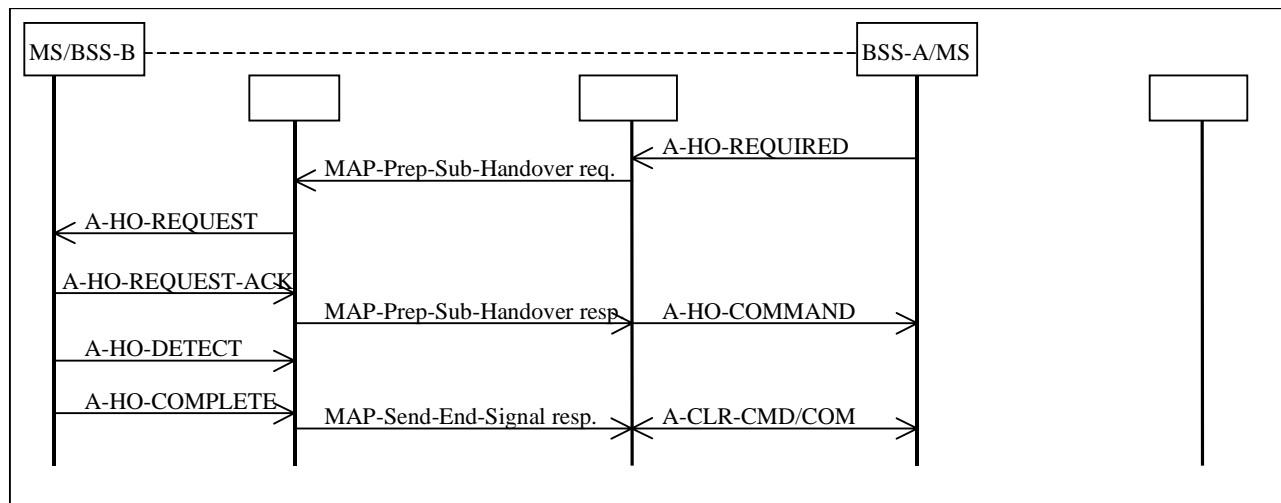 MS/BSS-B
BSS-A/MS
A-HO-REQUIRED
MAP-Prep-Sub-Handover req.
A-HO-REQUEST
A-HO-REQUEST-ACK
MAP-Prep-Sub-Handover resp
A-HO-COMMAND
A-HO-DETECT
A-HO-COMPLETE
MAP-Send-End-Signal resp.
A-CLR-CMD/COM